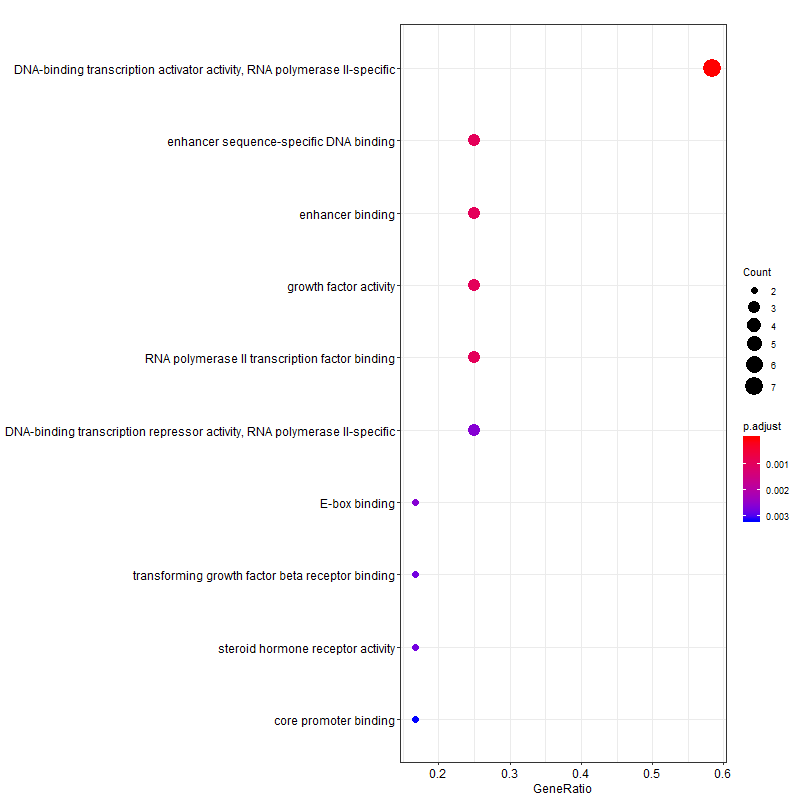 DNA-binding transcription activator activity, RNA polymerase II-specific
enhancer sequence-specific DNA binding
enhancer binding
growth factor activity
RNA polymerase II transcription factor binding
DNA-binding transcription repressor activity, RNA polymerase II-specific
E-box binding
transforming growth factor beta receptor binding
steroid hormone receptor activity
core promoter binding
0.2 0.3 0.4 0.5 0.6
GeneRatio
Count
2
3
4
5
6
7
p.adjust
0.001
0.002
0.003